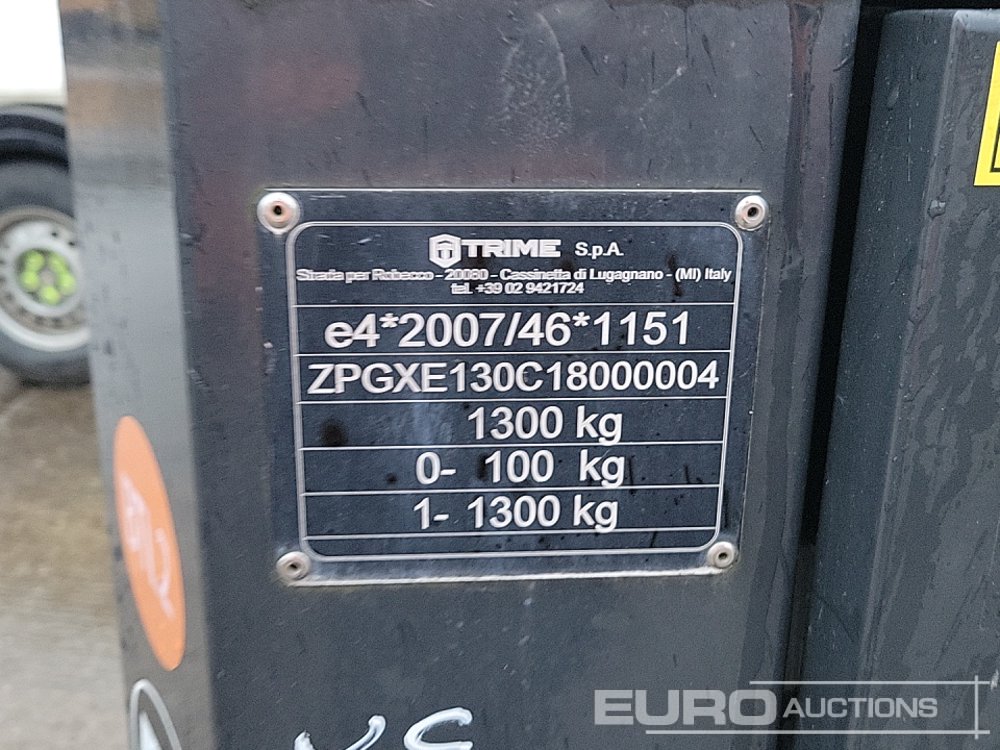 TRIME S.p.A.
Strada per Robecco - 20080 - Cassinetta di Lugagnano - (MI) Italy
tel. +39 02 9421724
e4*2007/46*1151
ZPGXE130C18000004
1300 kg
0- 100 kg
1- 1300 kg
EURO AUCTIONS